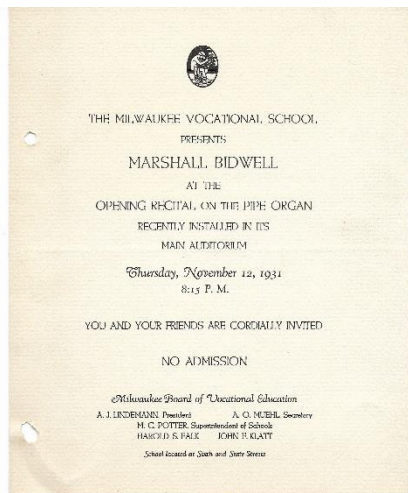 THE MILWAUKEE VOCATIONAL SCHOOL
PRESENTS
MARSHALL BIDWELL
AT THE
OPENING RECITAL ON THE PIPE ORGAN
RECENTLY INSTALLED IN ITS
MAIN AUDITORIUM
Thursday, November 12, 1931
8:15 P. M.
YOU AND YOUR FRIENDS ARE CORDIALLY INVITED
NO ADMISSION
Milwaukee Board of Vocational Education
A. J. LINDEMANN, President A. O. MUEHL, Secretary
M. C. POTTER, Superintendent of Schools
HAROLD S. FALK JOHN F. KLATT
School located at Sixth and State Streets